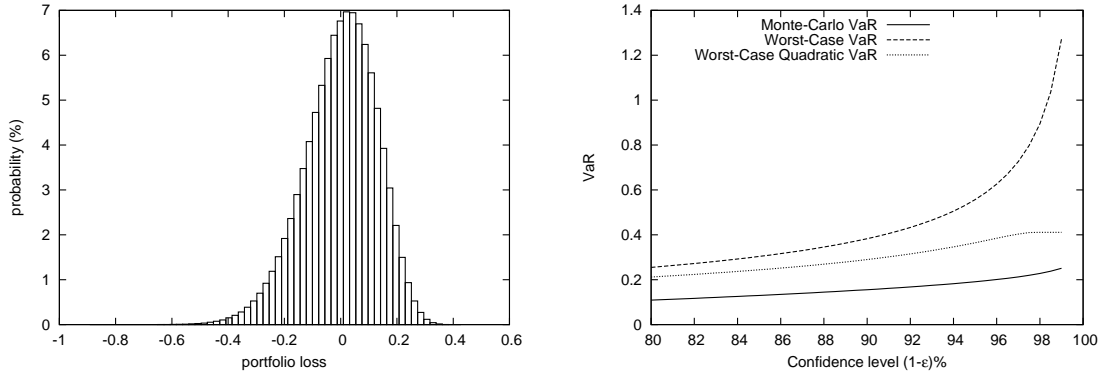 7
6
5
4
3
2
1
0
probability (%)
-1 -0.8 -0.6 -0.4 -0.2 0 0.2 0.4 0.6
portfolio loss
Monte-Carlo VaR
Worst-Case VaR
Worst-Case Quadratic VaR
1.4
1.2
1
0.8
0.6
0.4
0.2
0
VaR
80 82 84 86 88 90 92 94 96 98 100
Confidence level (1-ε)%